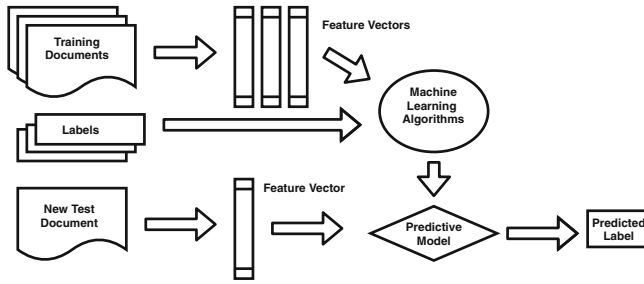 Training
Documents
Feature Vectors
Machine
Learning
Algorithms
Labels
New Test
Document
Feature Vector
Predictive
Model
Predicted
Label